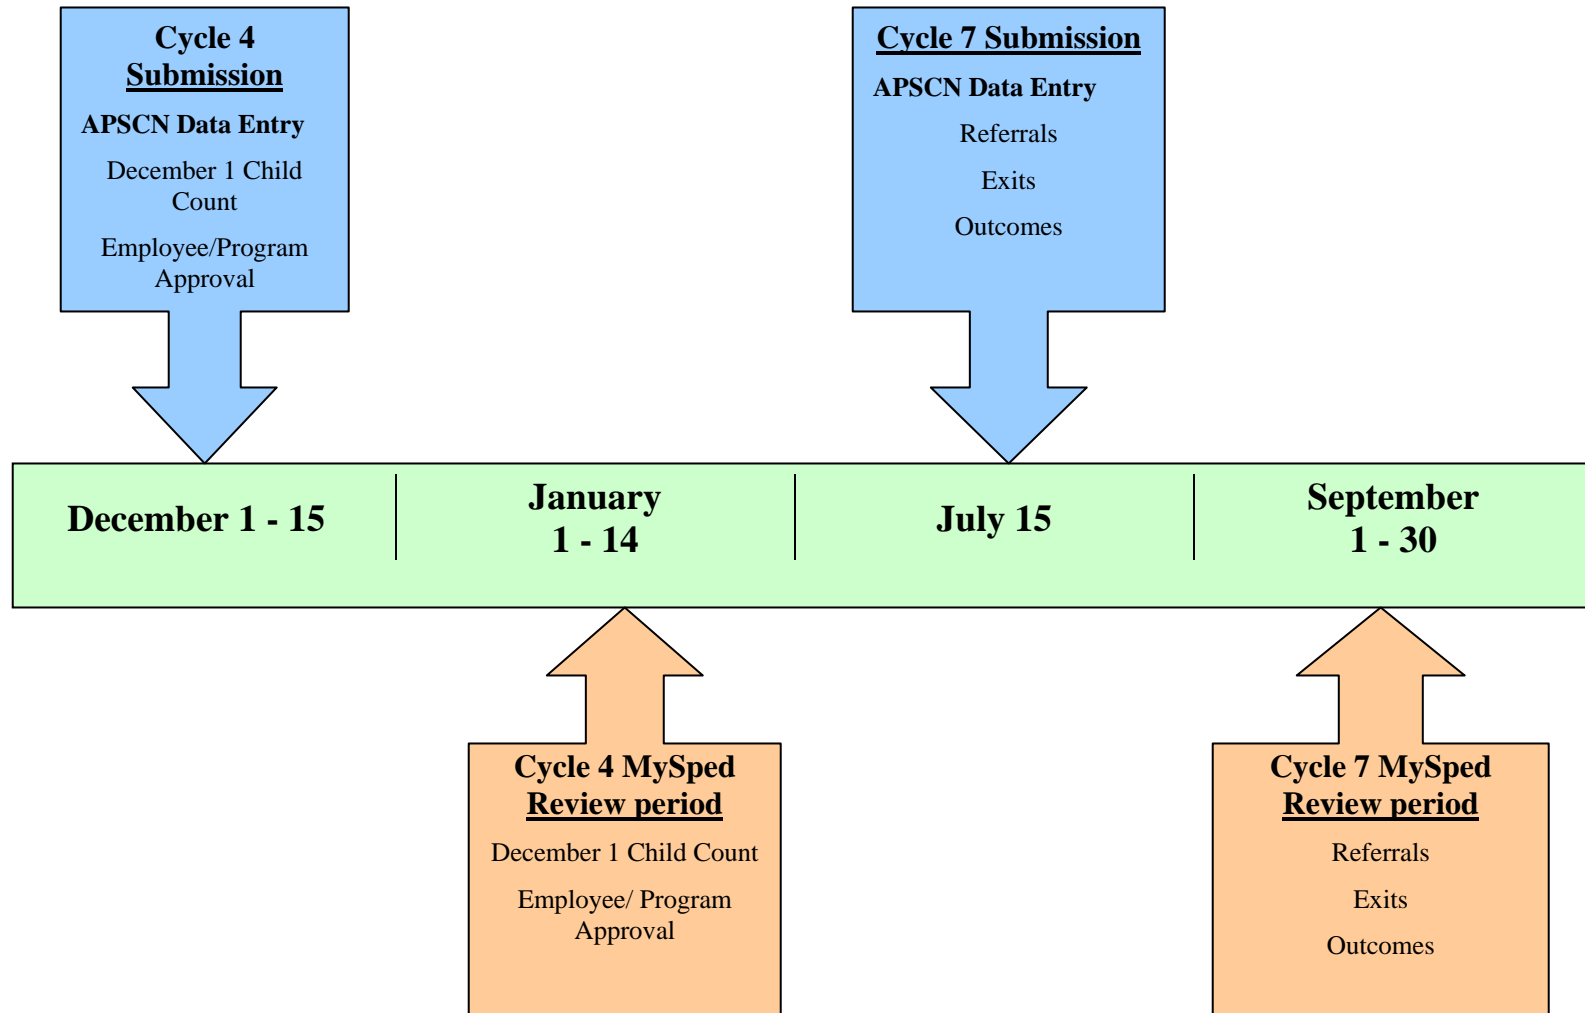 Cycle 4
Submission
APSCN Data Entry
December 1 Child
Count
Employee/Program
Approval
Cycle 7 Submission
APSCN Data Entry
Referrals
Exits
Outcomes
December 1 - 15
January
1 - 14
July 15
September
1 - 30
Cycle 4 MySped
Review period
December 1 Child Count
Employee/ Program
Approval
Cycle 7 MySped
Review period
Referrals
Exits
Outcomes